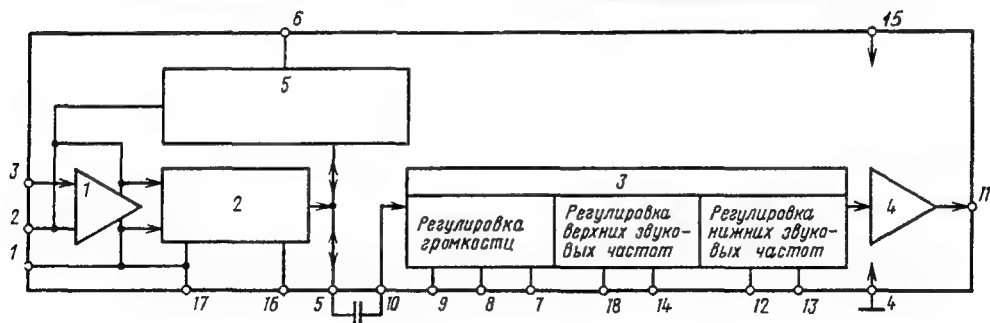 6
15
5
3
1
2
2
1
3
Регулировка
громкости
Регулировка
верхних звуко-
вых частот
Регулировка
нижних звуко-
вых частот
4
17
16
5
10
9
8
7
18
14
12
13
4